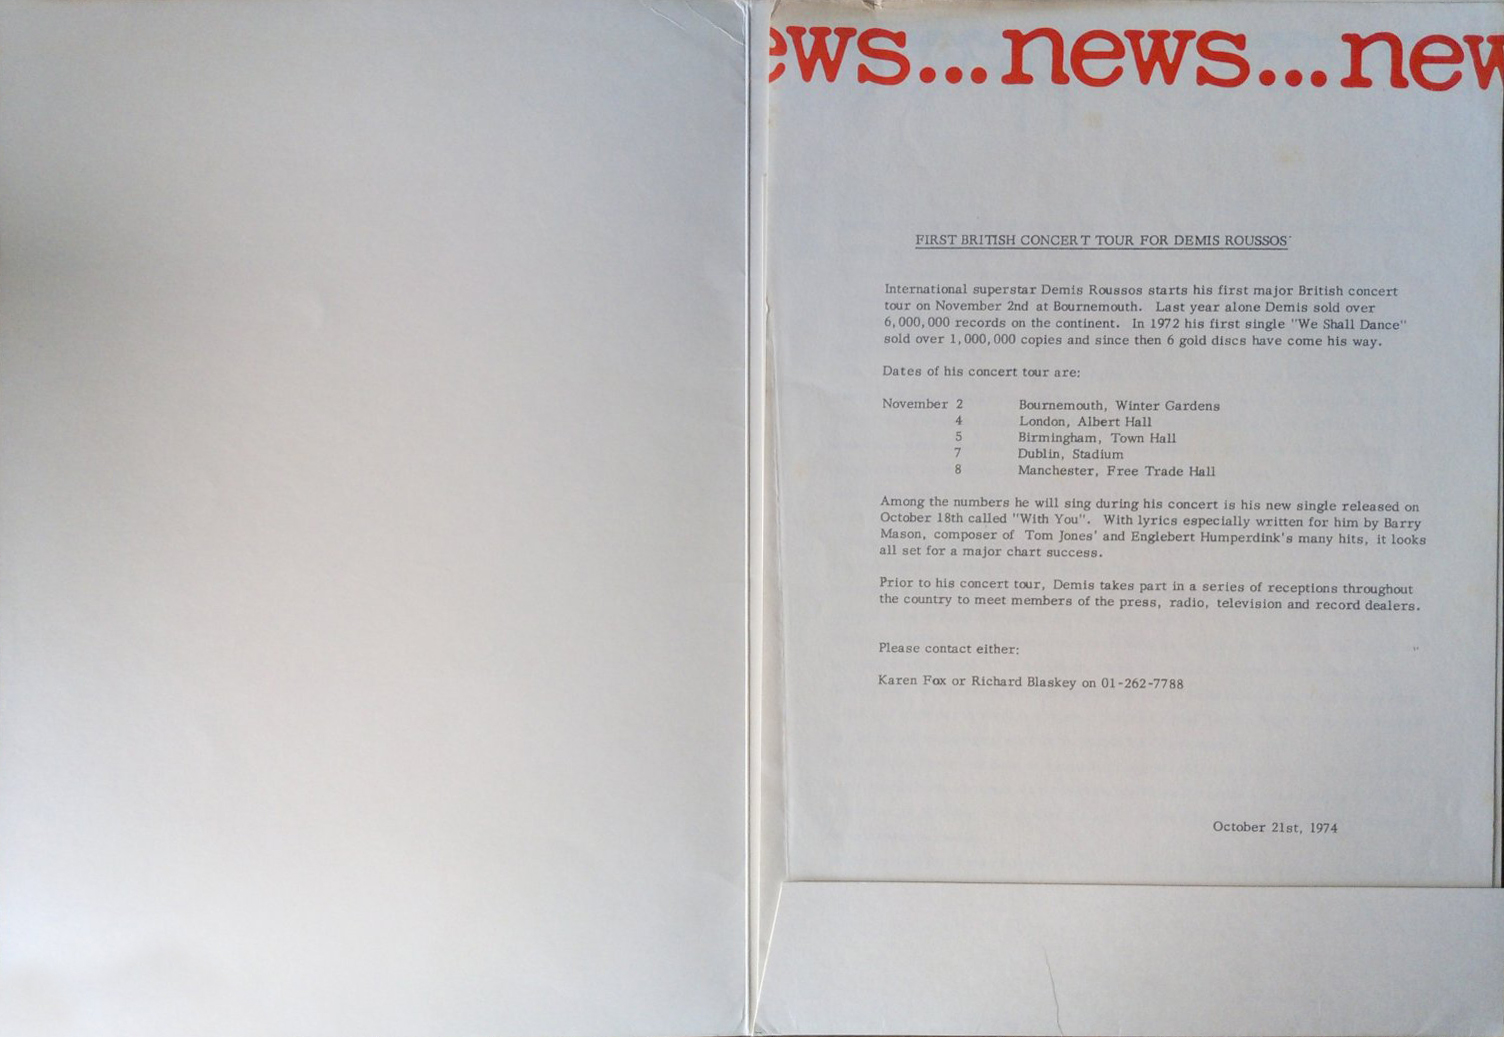 ews...news...new
FIRST BRITISH CONCERT TOUR FOR DEMIS ROUSSOS
International superstar Demis Roussos starts his first major British concert
tour on November 2nd at Bournemouth. Last year alone Demis sold over
6,000,000 records on the continent. In 1972 his first single "We Shall Dance"
sold over 1,000,000 copies and since then 6 gold discs have come his way.
Dates of his concert tour are:
November 2 Bournemouth, Winter Gardens
4 London, Albert Hall
5 Birmingham, Town Hall
7 Dublin, Stadium
8 Manchester, Free Trade Hall
Among the numbers he will sing during his concert is his new single released on
October 18th called "With You". With lyrics especially written for him by Barry
Mason, composer of Tom Jones' and Englebert Humperdink's many hits, it looks
all set for a major chart success.
Prior to his concert tour, Demis takes part in a series of receptions throughout
the country to meet members of the press, radio, television and record dealers.
Please contact either:
Karen Fox or Richard Blaskey on 01-262-7788
October 21st, 1974